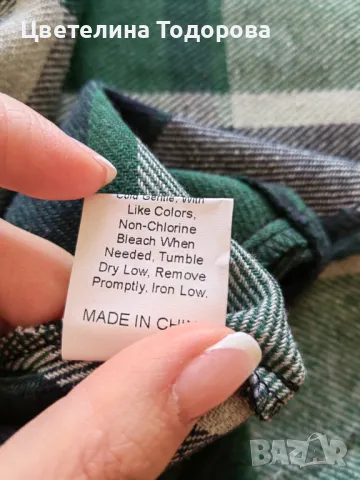 Цветелина Тодорова
Cold Gentle, With
Like Colors,
Non-Chlorine
Bleach When
Needed, Tumble
Dry Low, Remove
Promptly, Iron Low.
MADE IN CHIN
BAZAR